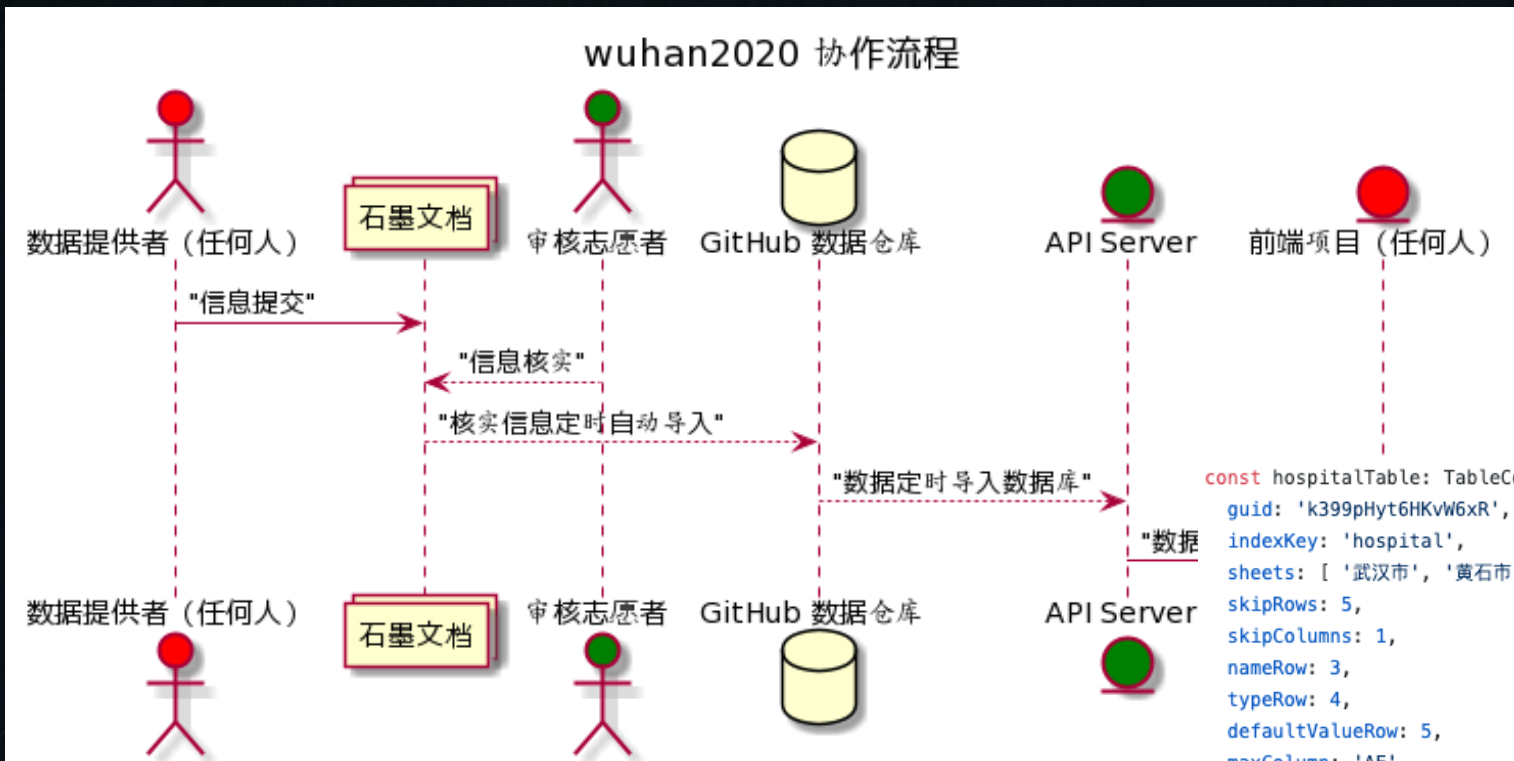 wuhan2020 协作流程
数据提供者（任何人）
石墨文档
审核志愿者
GitHub 数据仓库
API Server
前端项目（任何人）
"信息提交"
"信息核实"
"核实信息定时自动导入"
"数据定时导入数据库"
"数据
数据提供者（任何人）
石墨文档
审核志愿者
GitHub 数据仓库
API Server
const hospitalTable: TableCo
guid: 'k399pHyt6HKvW6xR',
indexKey: 'hospital',
sheets: [ '武汉市', '黄石市
skipRows: 5,
skipColumns: 1,
nameRow: 3,
typeRow: 4,
defaultValueRow: 5,
maxColumn: 'AE'